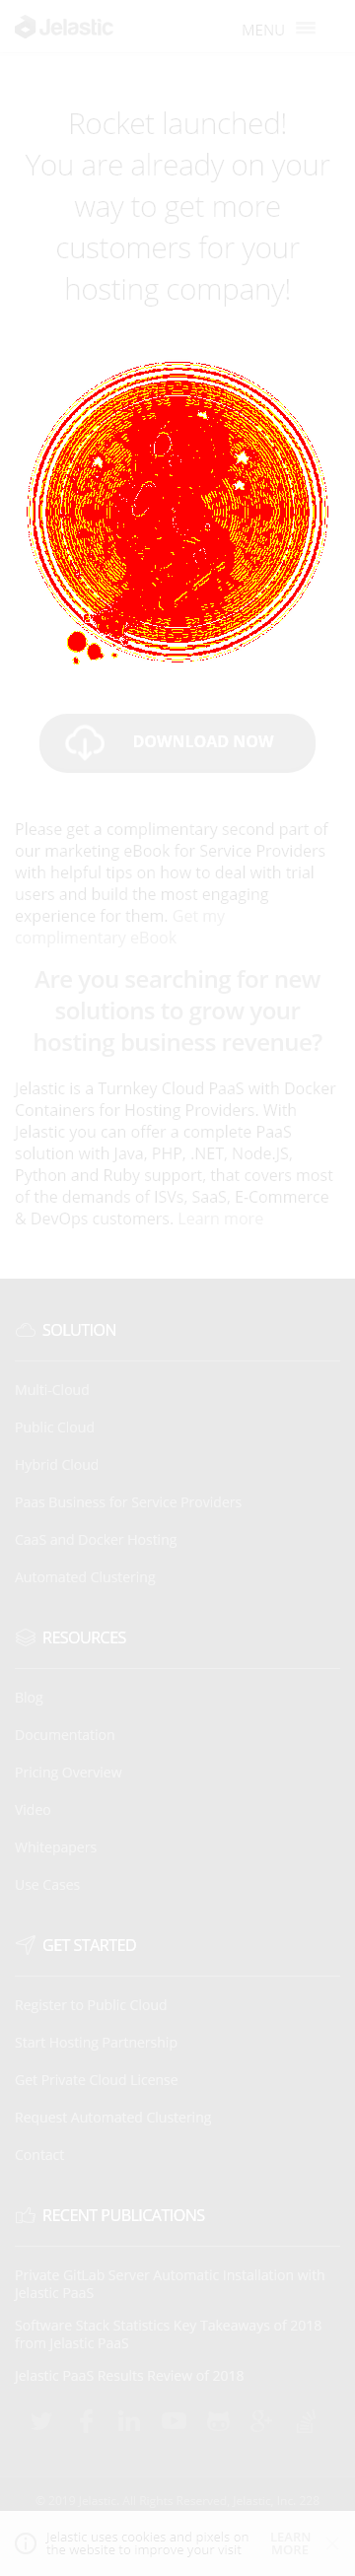 Jelastic
MENU
Rocket launched!
You are already on your
way to get more
customers for your
hosting company!
DOWNLOAD NOW
Please get a complimentary second part of
our marketing eBook for Service Providers
with helpful tips on how to deal with trial
users and build the most engaging
experience for them. Get my
complimentary eBook
Are you searching for new
solutions to grow your
hosting business revenue?
Jelastic is a Turnkey Cloud PaaS with Docker
Containers for Hosting Providers. With
Jelastic you can offer a complete PaaS
solution with Java, PHP, .NET, Node.JS,
Python and Ruby support, that covers most
of the demands of ISVs, SaaS, E-Commerce
& DevOps customers. Learn more
SOLUTION
Multi-Cloud
Public Cloud
Hybrid Cloud
Paas Business for Service Providers
CaaS and Docker Hosting
Automated Clustering
RESOURCES
Blog
Documentation
Pricing Overview
Video
Whitepapers
Use Cases
GET STARTED
Register to Public Cloud
Start Hosting Partnership
Get Private Cloud License
Request Automated Clustering
Contact
RECENT PUBLICATIONS
Private GitLab Server Automatic Installation with
Jelastic PaaS
Software Stack Statistics Key Takeaways of 2018
from Jelastic PaaS
Jelastic PaaS Results Review of 2018
Jelastic. All Rights Reserved. Jelastic, Inc. 228
Jelastic uses cookies and pixels on
the website to improve your visit
LEARN
MORE